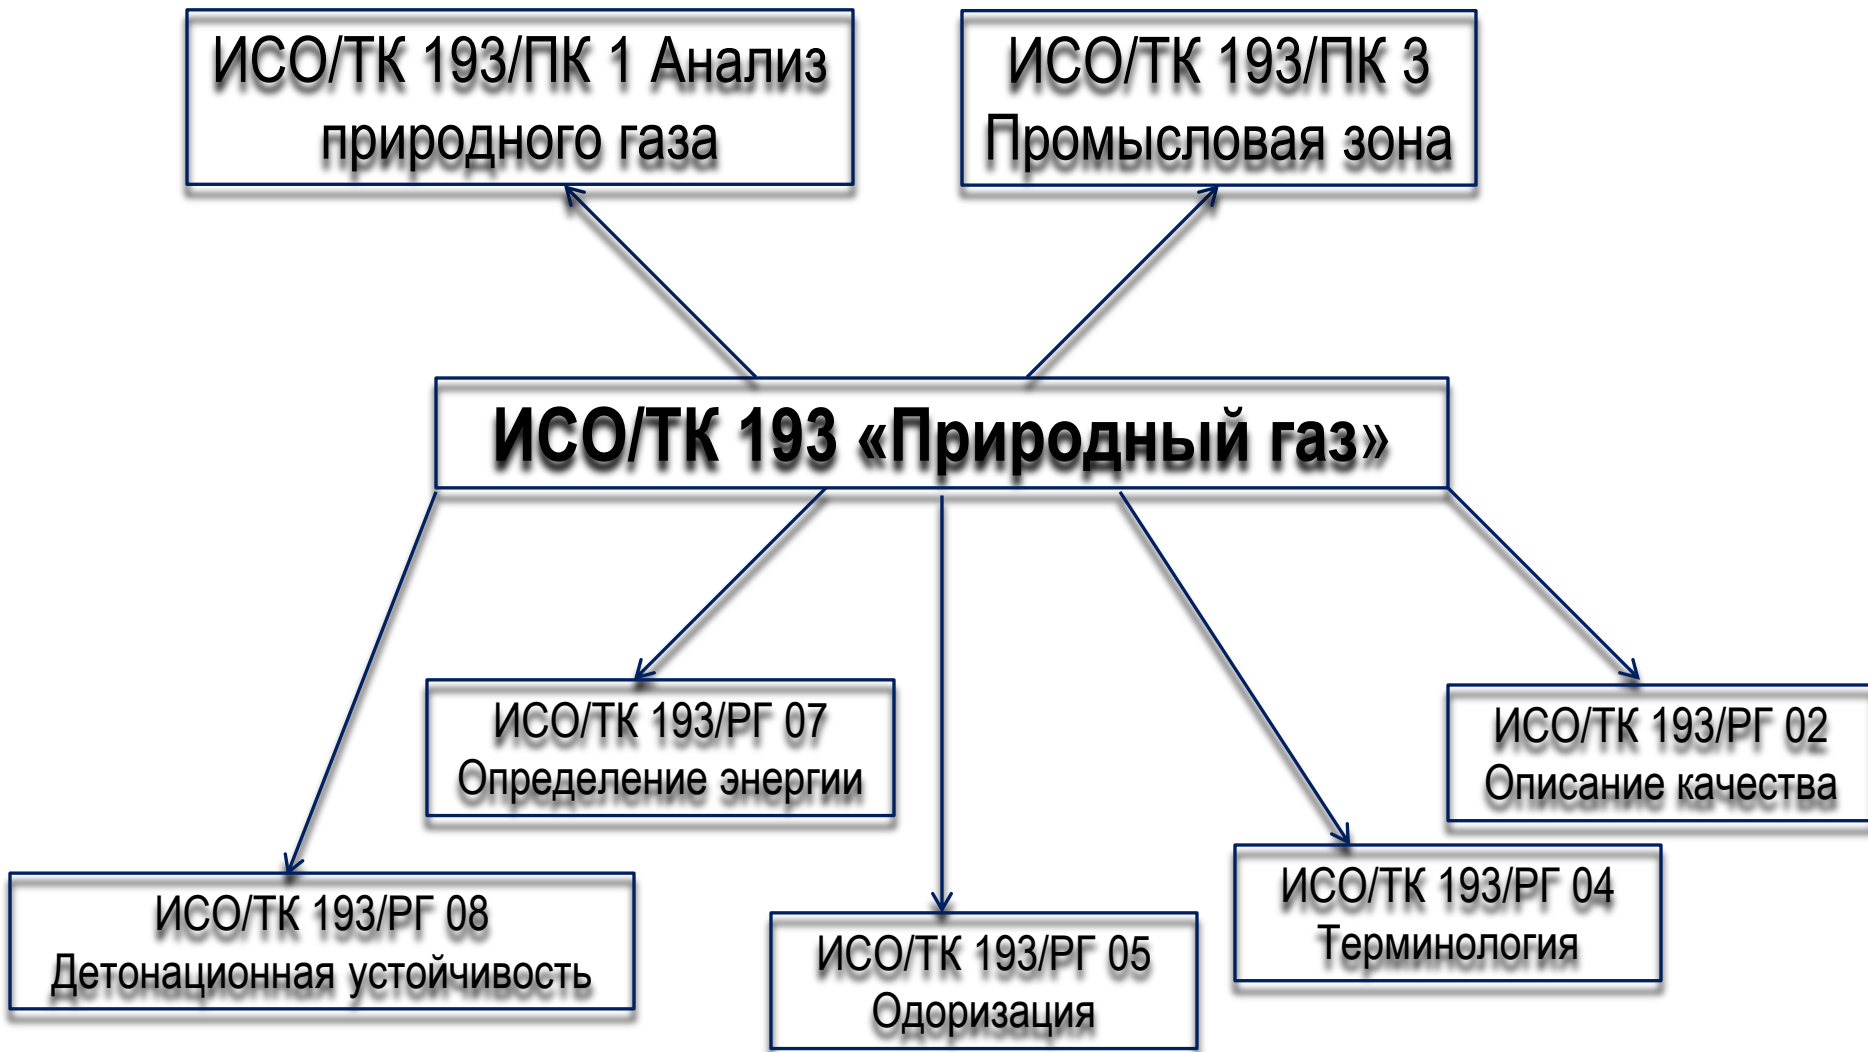 ИСО/ТК 193/ПК 1 Анализ
природного газа
ИСО/ТК 193/ПК 3
Промысловая зона
ИСО/ТК 193 «Природный газ»
ИСО/ТК 193/РГ 07
Определение энергии
ИСО/ТК 193/РГ 02
Описание качества
ИСО/ТК 193/РГ 08
Детонационная устойчивость
ИСО/ТК 193/РГ 05
Одоризация
ИСО/ТК 193/РГ 04
Терминология